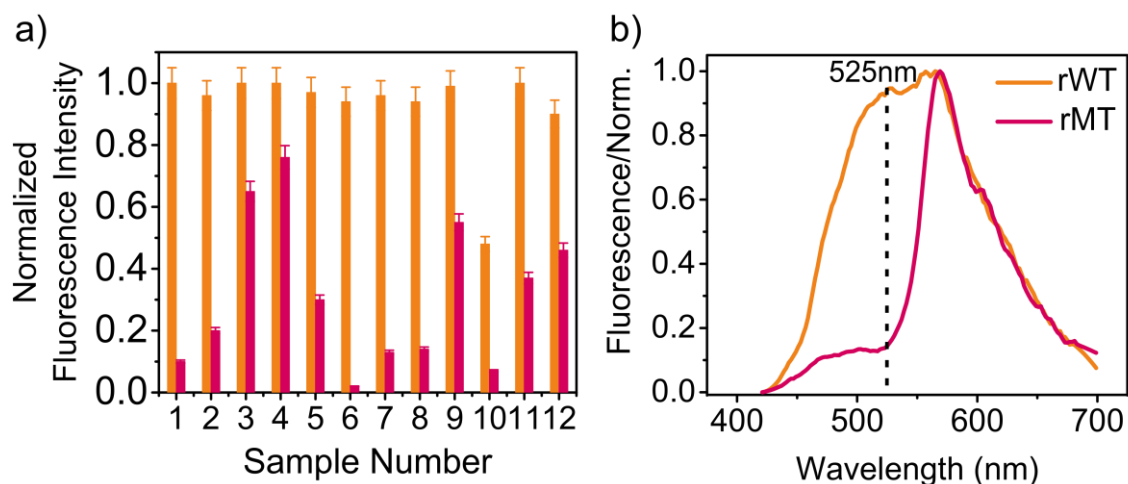 a)
Normalized
Fluorescence Intensity
1.0
0.8
0.6
0.4
0.2
0.0
1 2 3 4 5 6 7 8 9 10 11 12
Sample Number
b)
Fluorescence/Norm.
1.0
0.8
0.6
0.4
0.2
0.0
525nm
rWT
rMT
400 500 600 700
Wavelength (nm)